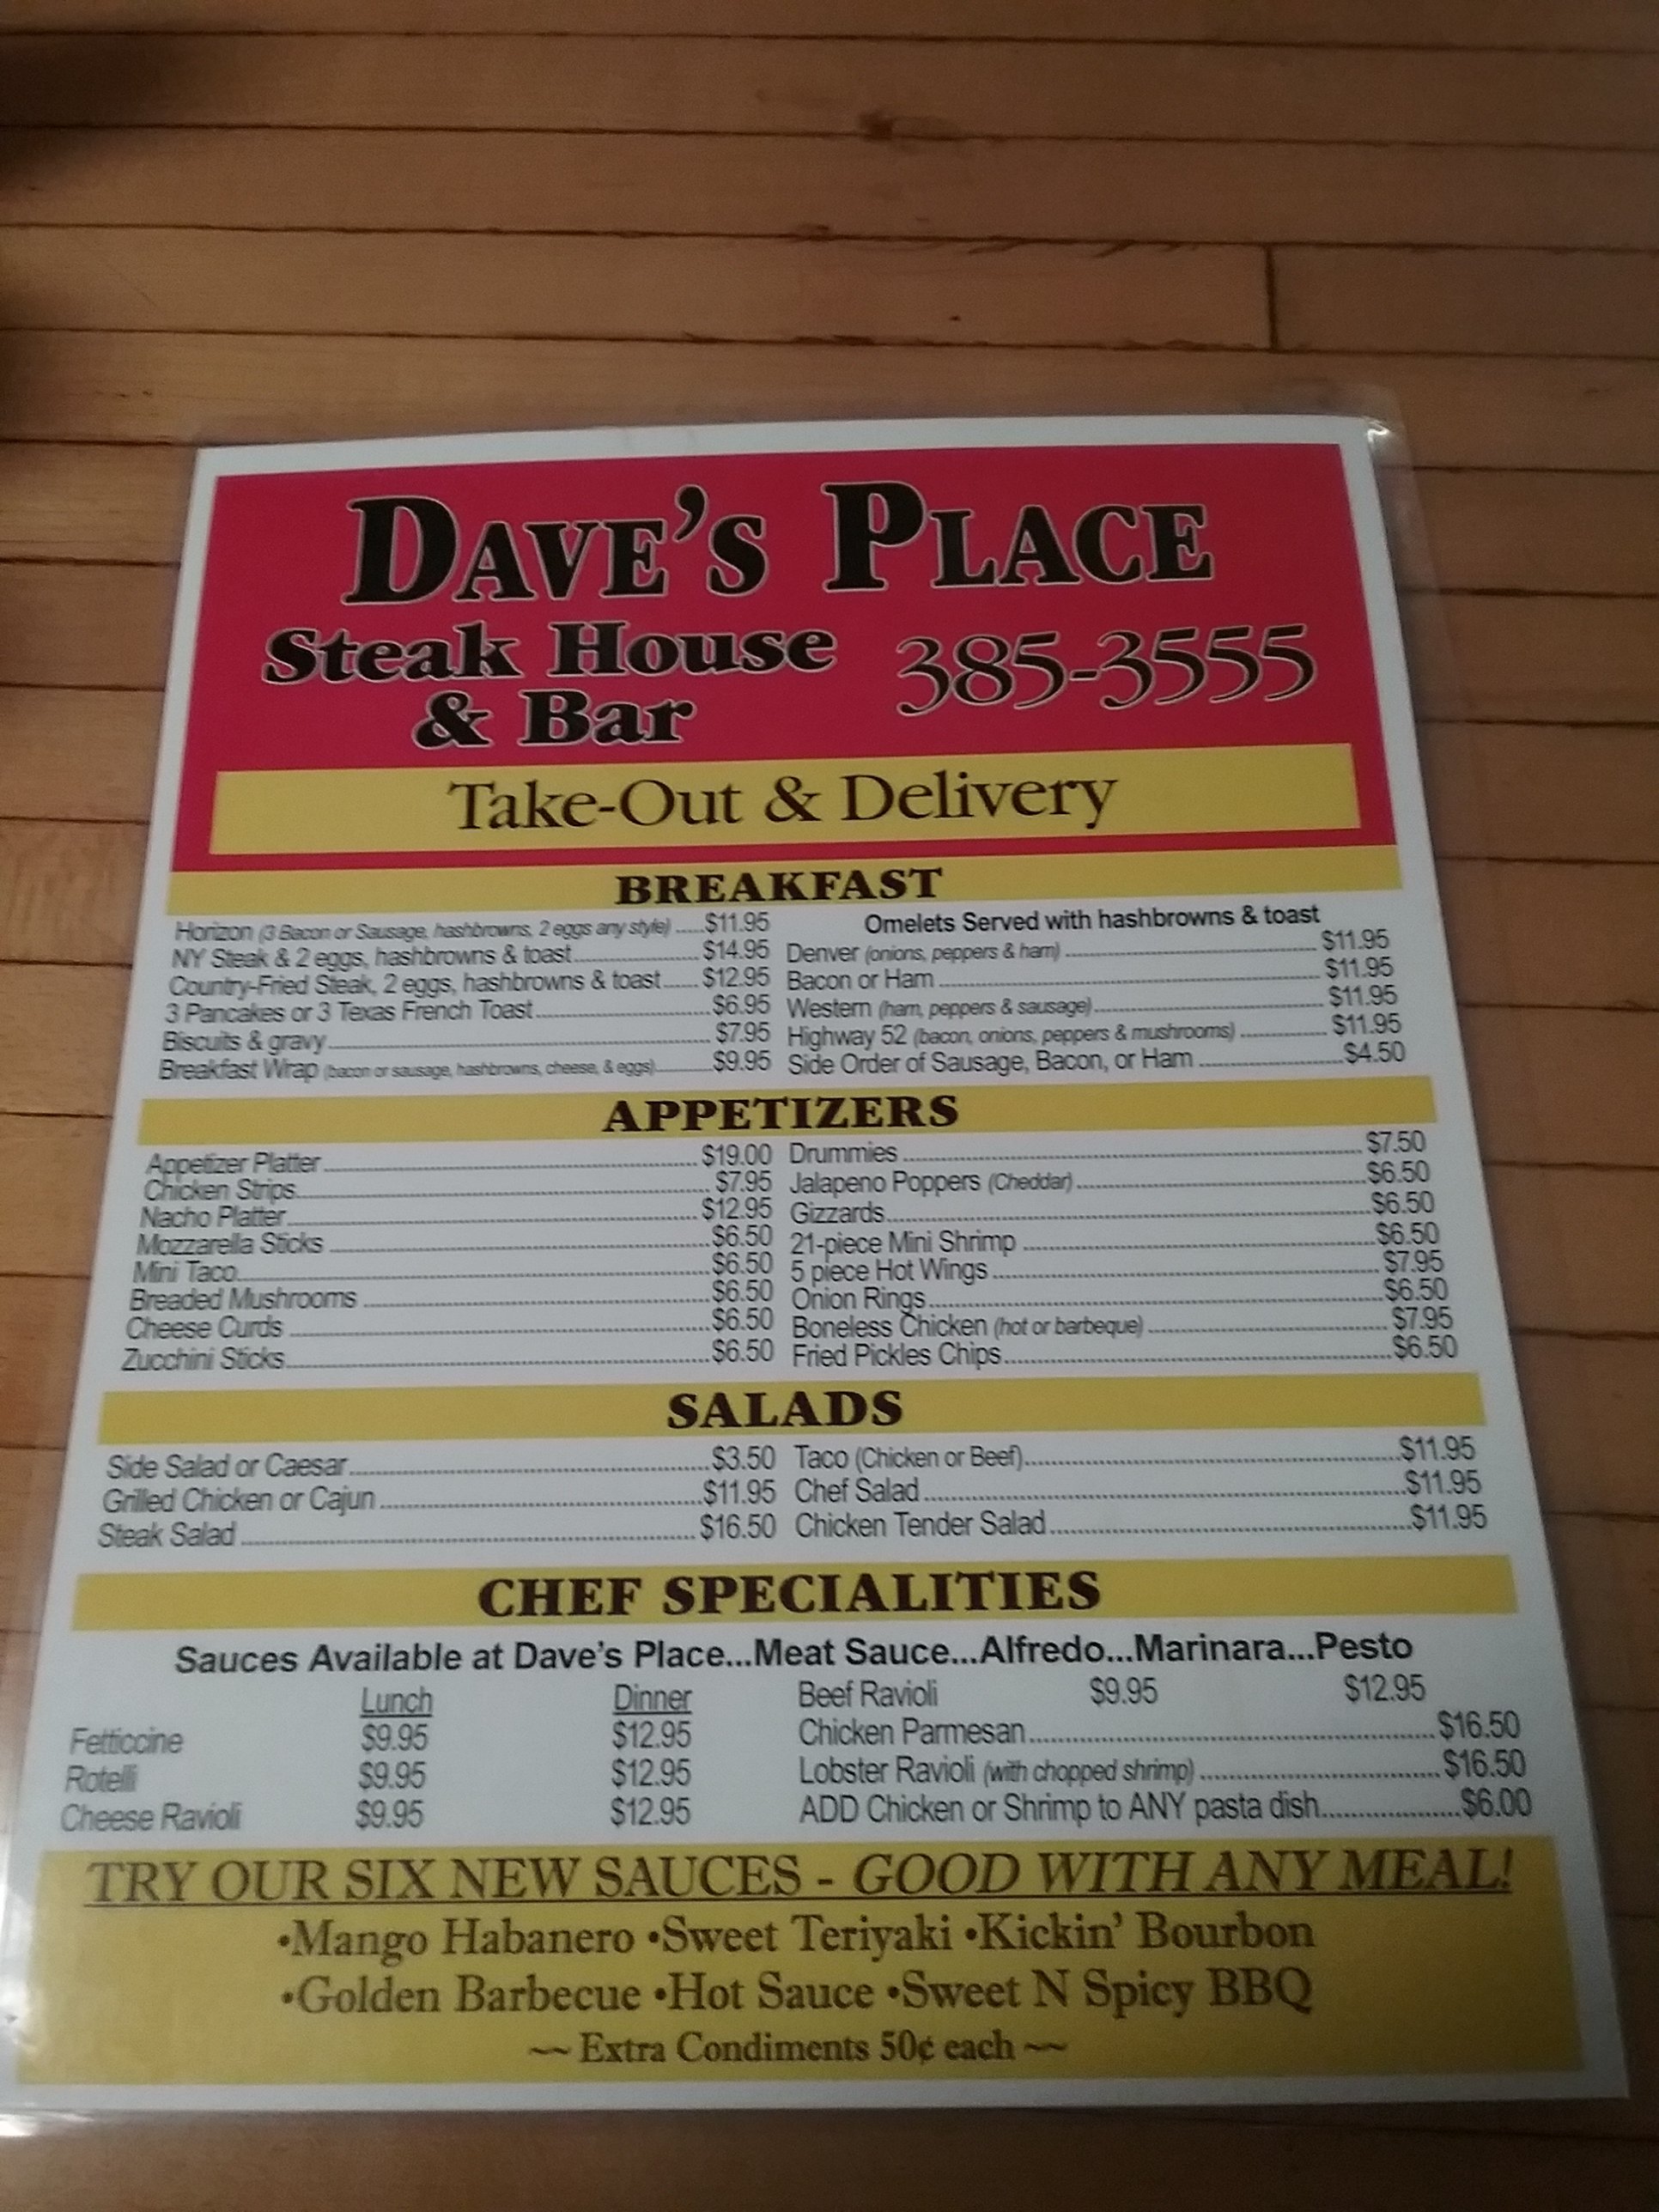 DAVE'S PLACE
Steak House
& Bar
385-3555
Take-Out & Delivery
BREAKFAST
Horizon (3 Bacon or Sausage, hashbrowns, 2 eggs any style) ......$11.95
NY Steak & 2 eggs, hashbrowns & toast.......................$14.95
Country-Fried Steak, 2 eggs, hashbrowns & toast.......$12.95
3 Pancakes or 3 Texas French Toast................................$6.95
Biscuits & gravy...............................................................$7.95
Breakfast Wrap (bacon or sausage, hashbrowns, cheese, & eggs)..........$9.95
Omelets Served with hashbrowns & toast
Denver (onions, peppers & ham) ..............................................$11.95
Bacon or Ham ......................................................................$11.95
Western (ham, peppers & sausage)...........................................$11.95
Highway 52 (bacon, onions, peppers & mushrooms) ................$11.95
Side Order of Sausage, Bacon, or Ham ..........................$4.50
APPETIZERS
Appetizer Platter..............................................................$19.00
Chicken Strips....................................................................$7.95
Nacho Platter....................................................................$12.95
Mozzarella Sticks ..............................................................$6.50
Mini Taco...........................................................................$6.50
Breaded Mushrooms .........................................................$6.50
Cheese Curds ....................................................................$6.50
Zucchini Sticks...................................................................$6.50
Drummies ...........................................................................$7.50
Jalapeno Poppers (Cheddar)...............................................$6.50
Gizzards..............................................................................$6.50
21-piece Mini Shrimp .........................................................$6.50
5 piece Hot Wings ..............................................................$7.95
Onion Rings........................................................................$6.50
Boneless Chicken (hot or barbeque) .....................................$7.95
Fried Pickles Chips..............................................................$6.50
SALADS
Side Salad or Caesar..........................................................$3.50
Grilled Chicken or Cajun ...................................................$11.95
Steak Salad ......................................................................$16.50
Taco (Chicken or Beef)........................................................$11.95
Chef Salad ........................................................................$11.95
Chicken Tender Salad.........................................................$11.95
CHEF SPECIALITIES
Sauces Available at Dave's Place...Meat Sauce...Alfredo...Marinara...Pesto
Lunch Dinner
Fetticcine $9.95 $12.95
Rotelli $9.95 $12.95
Cheese Ravioli $9.95 $12.95
Beef Ravioli $9.95 $12.95
Chicken Parmesan..............................................................$16.50
Lobster Ravioli (with chopped shrimp) ....................................$16.50
ADD Chicken or Shrimp to ANY pasta dish.....................$6.00
TRY OUR SIX NEW SAUCES - GOOD WITH ANY MEAL!
•Mango Habanero •Sweet Teriyaki •Kickin' Bourbon
•Golden Barbecue •Hot Sauce •Sweet N Spicy BBQ
~~ Extra Condiments 50¢ each ~~